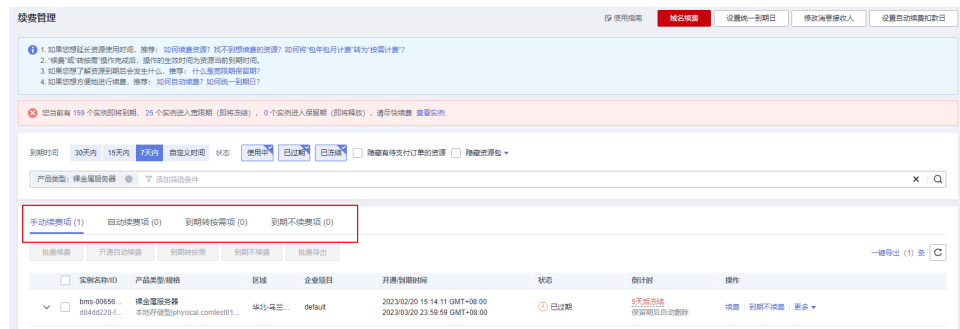 续费管理
使用指南 域名续费 设置统一到期日 修改消息接收人 设置自动续费扣款日
1. 如果您想延长资源使用时间，推荐： 如何续费资源？找不到想续费的资源？如何将“包年包月计费”转为“按需计费”？
2. “续费”或“转按需”操作完成后，操作的生效时间为资源当前到期时间。
3. 如果您想了解资源到期后会发生什么，推荐： 什么是宽限期保留期？
4. 如果您想方便地进行续费，推荐： 如何自动续费？如何统一到期日？
您当前有 159 个实例即将到期， 25 个实例进入宽限期（即将冻结）， 0 个实例进入保留期（即将释放），请尽快续费 查看实例
到期时间 30天内 15天内 7天内 自定义时间 状态 使用中 已过期 已冻结 隐藏有待支付订单的资源 隐藏资源包
产品类型：裸金属服务器 添加筛选条件
手动续费项 (1) 自动续费项 (0) 到期转按需项 (0) 到期不续费项 (0)
批量续费 开通自动续费 到期转按需 到期不续费 批量导出 一键导出 (1) 条
实例名称/ID 产品类型/规格 区域 企业项目 开通/到期时间 状态 倒计时 操作
bms-00656... 裸金属服务器 华北-乌兰... default 2023/02/20 15:14:11 GMT+08:00 已过期 5天后冻结 续费 到期不续费 更多
d84dd220-f... 本地存储型|physical.comtest01... 2023/03/20 23:59:59 GMT+08:00 保留期后自动删除